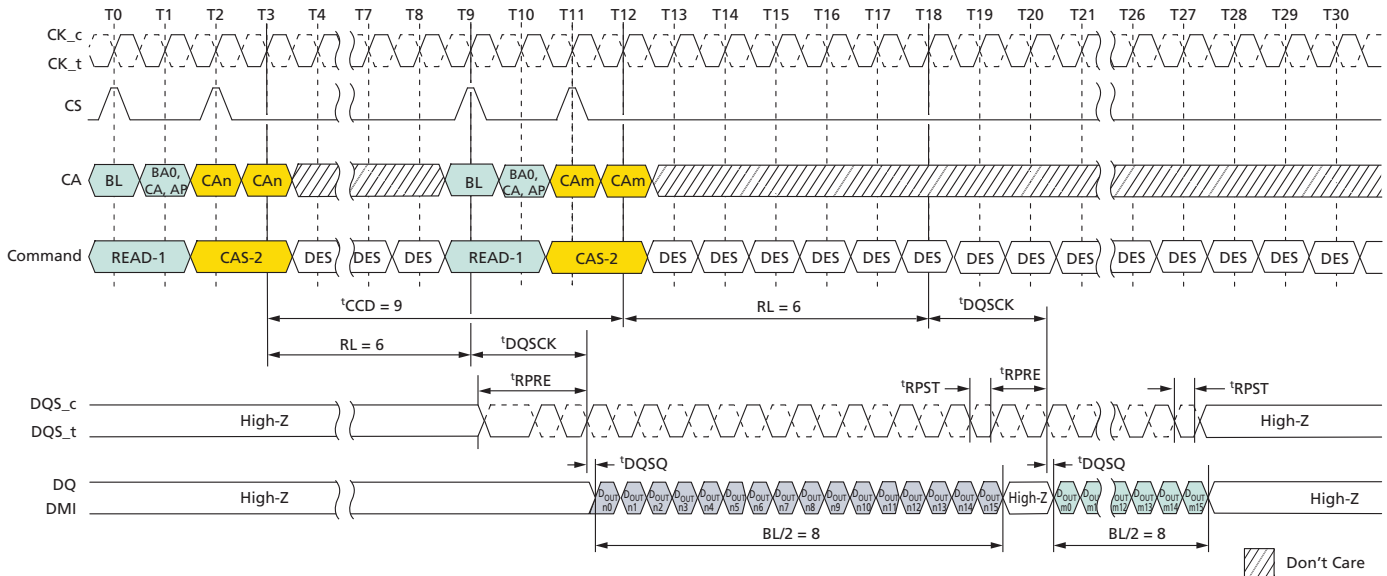 T0 T1 T2 T3 T4 T7 T8 T9 T10 T11 T12 T13 T14 T15 T16 T17 T18 T19 T20 T21 T26 T27 T28 T29 T30
CK_c
CK_t
CS
CA BL BA0, CA, AP CAn CAn BL BA0, CA, AP CAm CAm
Command READ-1 CAS-2 DES DES DES READ-1 CAS-2 DES DES DES DES DES DES DES DES DES DES DES DES DES DES
tCCD = 9 RL = 6 tDQSCK
RL = 6 tDQSCK
tRPRE tRPST tRPRE tRPST
DQS_c
DQS_t
High-Z High-Z
tDQSQ tDQSQ
DQ
DMI
High-Z DOUT n0 DOUT n1 DOUT n2 DOUT n3 DOUT n4 DOUT n5 DOUT n6 DOUT n7 DOUT n8 DOUT n9 DOUT n10 DOUT n11 DOUT n12 DOUT n13 DOUT n14 DOUT n15 High-Z DOUT m0 DOUT m1 DOUT m12 DOUT m13 DOUT m14 DOUT m15 High-Z
BL/2 = 8 BL/2 = 8
Don't Care